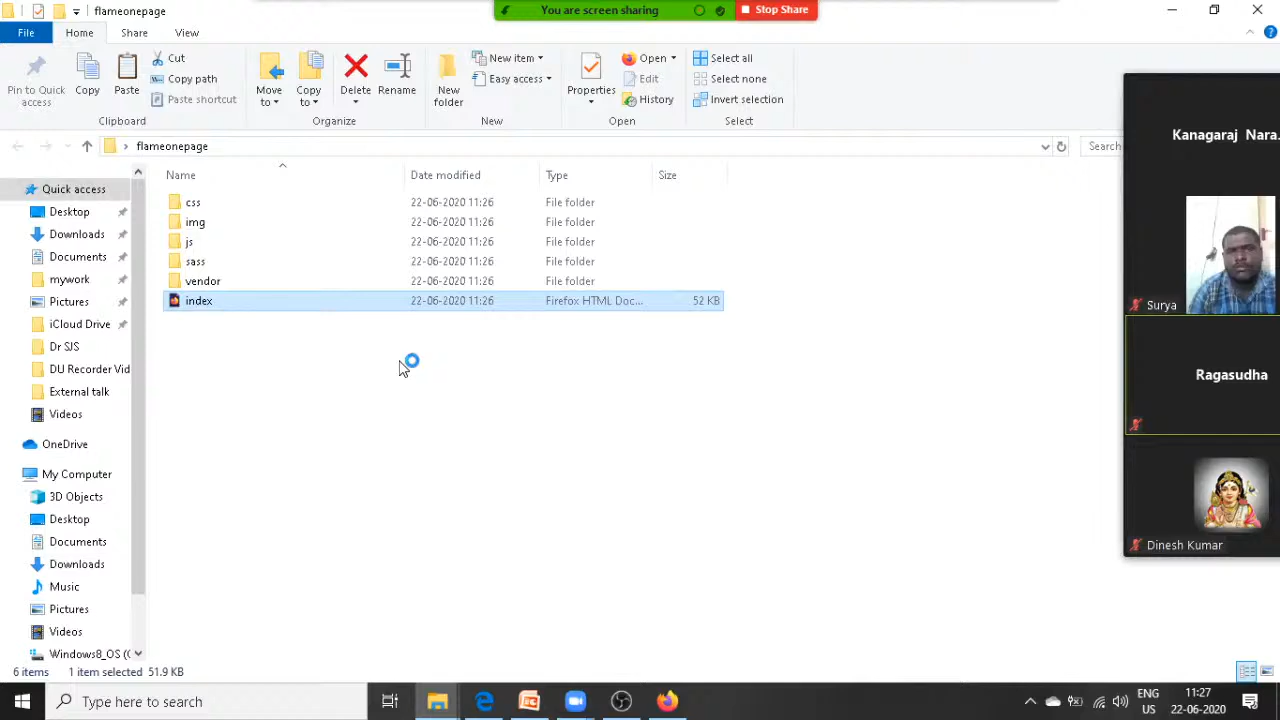 flameonepage
You are screen sharing
Stop Share
File
Home
Share
View
Pin to Quick access
Copy
Paste
Cut
Copy path
Paste shortcut
Clipboard
Move to
Copy to
Delete
Rename
Organize
New folder
New item
Easy access
New
Properties
Open
Edit
History
Open
Select all
Select none
Invert selection
Select
flameonepage
Search
Name
Date modified
Type
Size
css 22-06-2020 11:26 File folder
img 22-06-2020 11:26 File folder
js 22-06-2020 11:26 File folder
sass 22-06-2020 11:26 File folder
vendor 22-06-2020 11:26 File folder
index 22-06-2020 11:26 Firefox HTML Doc... 52 KB
Quick access
Desktop
Downloads
Documents
mywork
Pictures
iCloud Drive
Dr SJS
DU Recorder Vid
External talk
Videos
OneDrive
My Computer
3D Objects
Desktop
Documents
Downloads
Music
Pictures
Videos
Windows8_OS (
6 items 1 item selected 51.9 KB
Kanagaraj Nara.
Surya
Ragasudha
Dinesh Kumar
Type here to search
ENG
US
11:27
22-06-2020